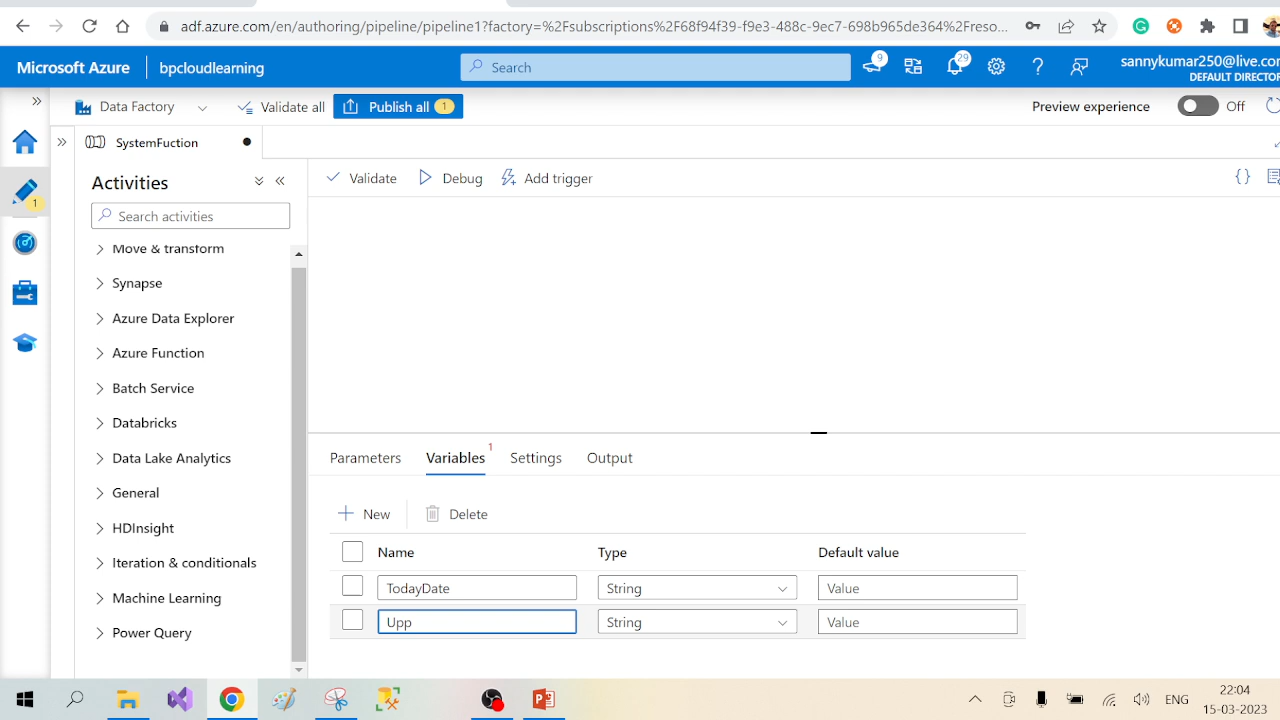 adf.azure.com/en/authoring/pipeline/pipeline1?factory=%2Fsubscriptions%2F68f94f39-f9e3-488c-9ec7-698b965de364%2Freso...
Microsoft Azure
bpcloudlearning
Search
9
29
sannykumar250@live.com
DEFAULT DIRECTOR
Data Factory
Validate all
Publish all 1
Preview experience
Off
SystemFuction
1
Activities
Search activities
Move & transform
Synapse
Azure Data Explorer
Azure Function
Batch Service
Databricks
Data Lake Analytics
General
HDInsight
Iteration & conditionals
Machine Learning
Power Query
Validate
Debug
Add trigger
{}
Parameters
Variables 1
Settings
Output
New
Delete
Name Type Default value
TodayDate String Value
Upp String Value
ENG
22:04
15-03-2023